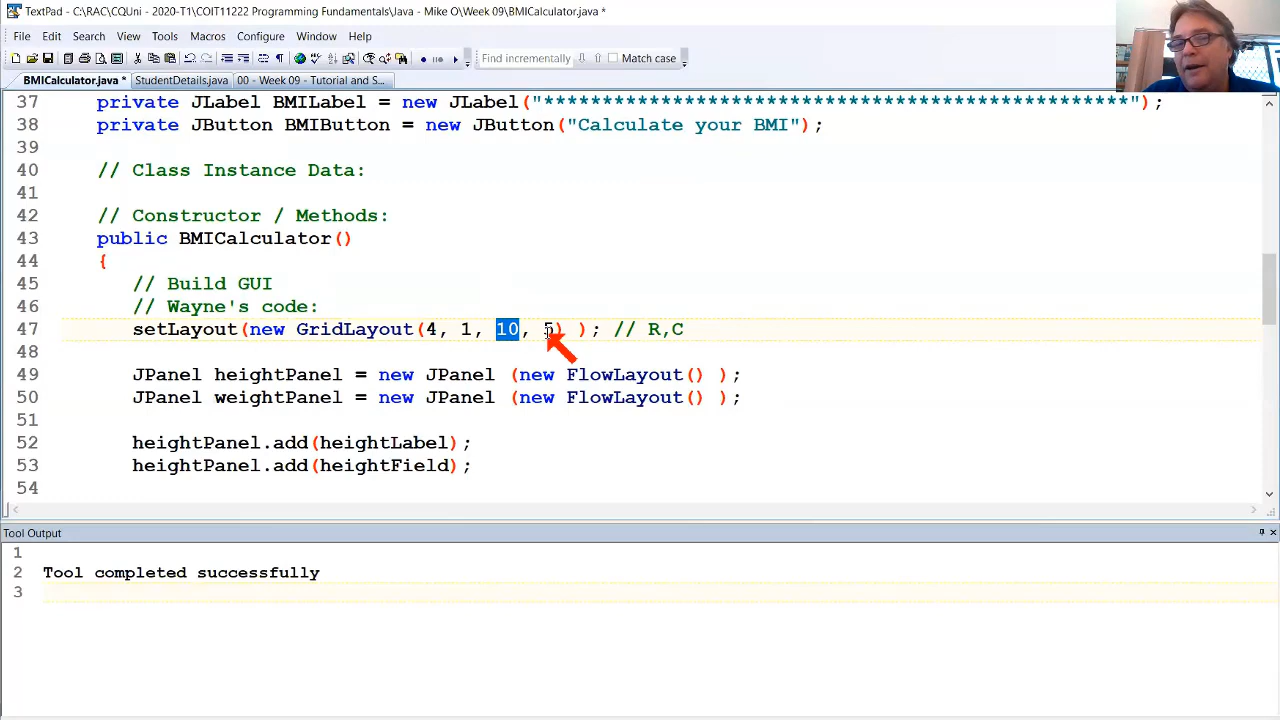 TextPad - C:\RAC\CQUni - 2020-T1\COIT11222 Programming Fundamentals\Java - Mike O\Week 09\BMICalculator.java *
File Edit Search View Tools Macros Configure Window Help
Find incrementally Match case
BMICalculator.java * StudentDetails.java 00 - Week 09 - Tutorial and S...
37 private JLabel BMILabel = new JLabel("**************************************************");
38 private JButton BMIButton = new JButton("Calculate your BMI");
39
40 // Class Instance Data:
41
42 // Constructor / Methods:
43 public BMICalculator()
44 {
45 // Build GUI
46 // Wayne's code:
47 setLayout(new GridLayout(4, 1, 10, 5) ); // R,C
48
49 JPanel heightPanel = new JPanel (new FlowLayout() );
50 JPanel weightPanel = new JPanel (new FlowLayout() );
51
52 heightPanel.add(heightLabel);
53 heightPanel.add(heightField);
54
Tool Output
1
2 Tool completed successfully
3